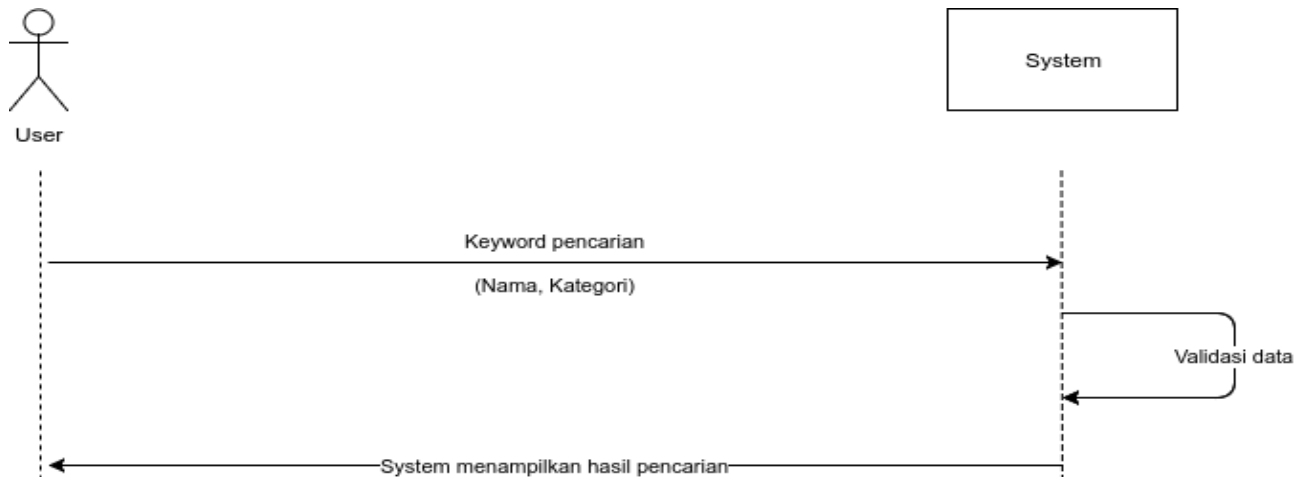 System
User
Keyword pencarian
(Nama, Kategori)
Validasi data
System menampilkan hasil pencarian